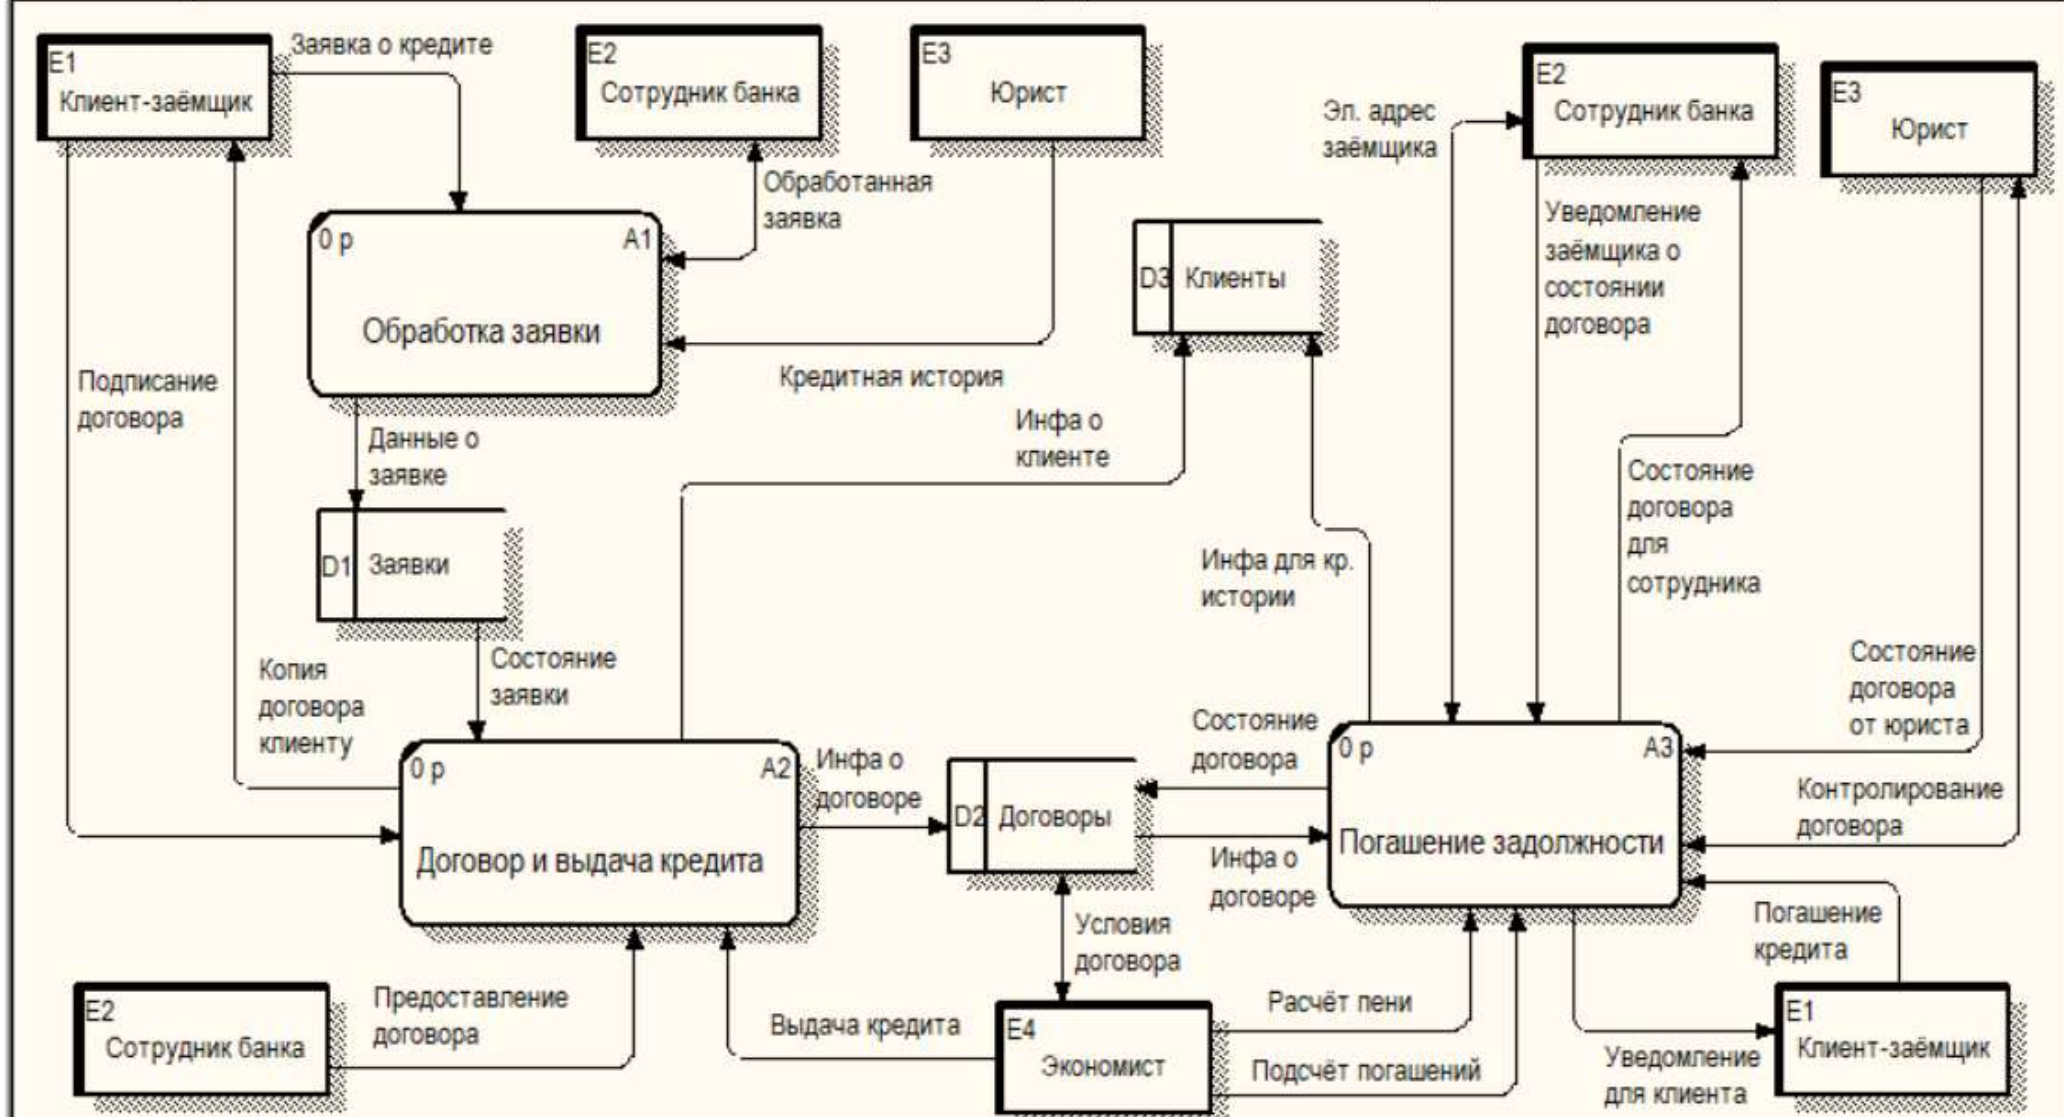 E1
Клиент-заёмщик
Заявка о кредите
E2
Сотрудник банка
E3
Юрист
Эл. адрес
заёмщика
E2
Сотрудник банка
E3
Юрист
Обработанная
заявка
0 р
A1
Обработка заявки
D3
Клиенты
Уведомление
заёмщика о
состоянии
договора
Кредитная история
Подписание
договора
Данные о
заявке
Инфа о
клиенте
Состояние
договора
для
сотрудника
D1
Заявки
Инфа для кр.
истории
Копия
договора
клиенту
Состояние
заявки
Состояние
договора
от юриста
0 р
A2
Договор и выдача кредита
Инфа о
договоре
D2
Договоры
Состояние
договора
Инфа о
договоре
0 р
A3
Погашение задолжности
Контролирование
договора
Условия
договора
Погашение
кредита
E2
Сотрудник банка
Предоставление
договора
Выдача кредита
E4
Экономист
Расчёт пени
Подсчёт погашений
Уведомление
для клиента
E1
Клиент-заёмщик